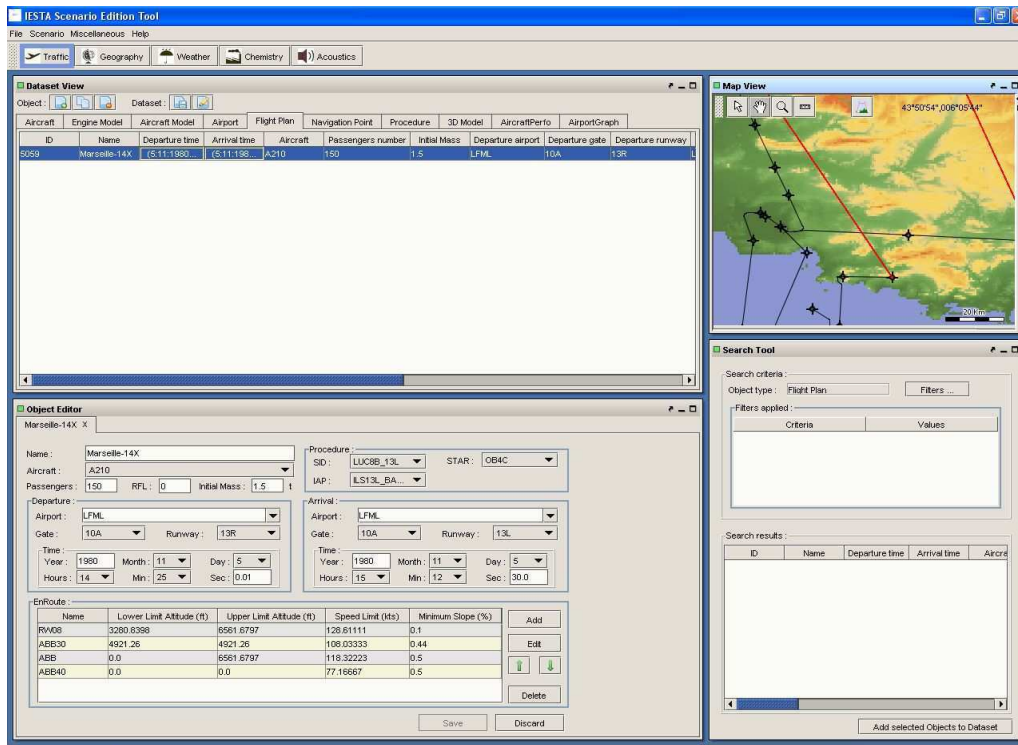 IESTA Scenario Edition Tool
File Scenario Miscellaneous Help
Traffic Geography Weather Chemistry Acoustics
Dataset View
Object : Dataset :
Aircraft Engine Model Aircraft Model Airport Flight Plan Navigation Point Procedure 3D Model AircraftPerfo AirportGraph
ID Name Departure time Arrival time Aircraft Passengers number Initial Mass Departure airport Departure gate Departure runway
5059 Marseille-14X (5:11:1980... (5:11:198... A210 150 1.5 LFML 10A 13R L
Map View
43°50'54",006°05'44"
20 km
Object Editor
Marseille-14X X
Name : Marseille-14X
Aircraft : A210
Passengers : 150 RFL : 0 Initial Mass : 1.5 t
Procedure :
SID : LUC8B_13L STAR : OB4C
IAP : ILS13L_BA...
Departure :
Airport : LFML
Gate : 10A Runway : 13R
Time :
Year : 1980 Month : 11 Day : 5
Hours : 14 Min : 25 Sec : 0.01
Arrival :
Airport : LFML
Gate : 10A Runway : 13L
Time :
Year : 1980 Month : 11 Day : 5
Hours : 15 Min : 12 Sec : 30.0
EnRoute :
Name Lower Limit Altitude (ft) Upper Limit Altitude (ft) Speed Limit (kts) Minimum Slope (%)
RW08 3280.8398 6561.6797 128.61111 0.1
ABB30 4921.26 4921.26 108.03333 0.44
ABB 0.0 6561.6797 118.32223 0.5
ABB40 0.0 0.0 77.16667 0.5
Add
Edit
Delete
Save Discard
Search Tool
Search criteria :
Object type : Flight Plan Filters ...
Filters applied :
Criteria Values
Search results :
ID Name Departure time Arrival time Aircra
Add selected Objects to Dataset